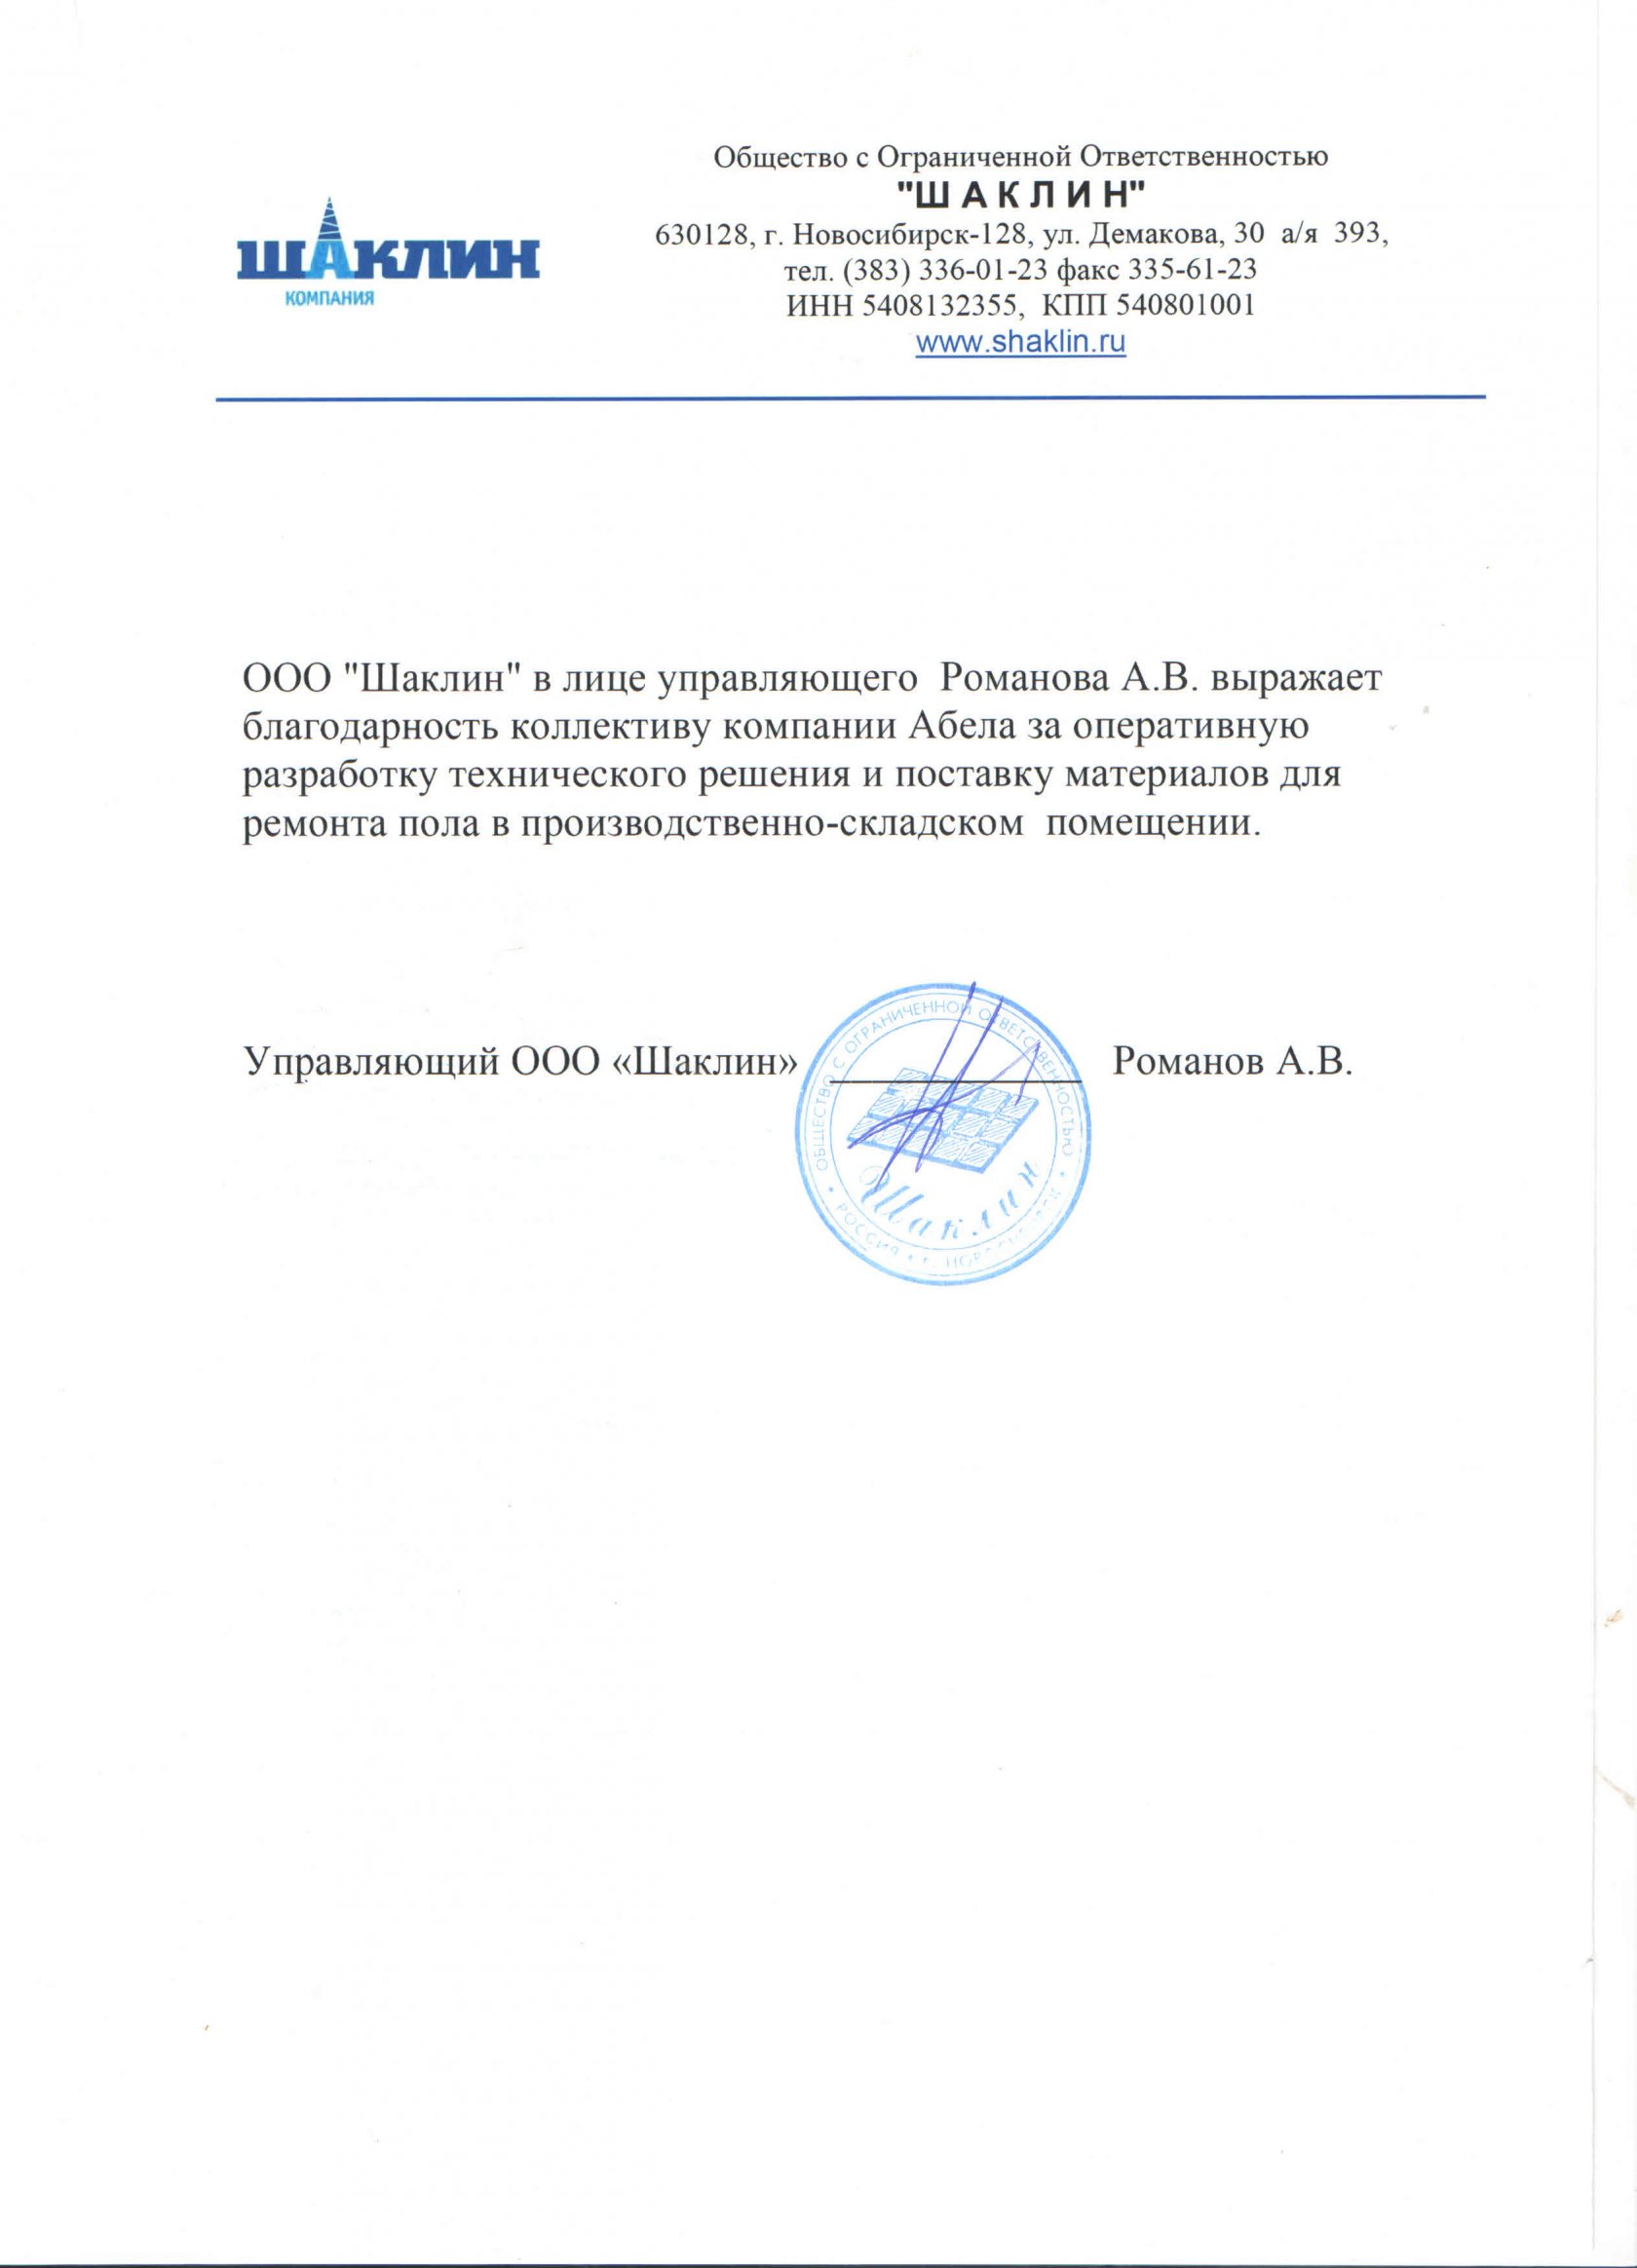 ШАКЛИН
КОМПАНИЯ
Общество с Ограниченной Ответственностью
"Ш А К Л И Н"
630128, г. Новосибирск-128, ул. Демакова, 30 а/я 393,
тел. (383) 336-01-23 факс 335-61-23
ИНН 5408132355, КПП 540801001
www.shaklin.ru
ООО "Шаклин" в лице управляющего Романова А.В. выражает
благодарность коллективу компании Абела за оперативную
разработку технического решения и поставку материалов для
ремонта пола в производственно-складском помещении.
Управляющий ООО «Шаклин» ____________ Романов А.В.
ОБЩЕСТВО С ОГРАНИЧЕННОЙ ОТВЕТСТВЕННОСТЬЮ
Шаклин
РОССИЯ • г.